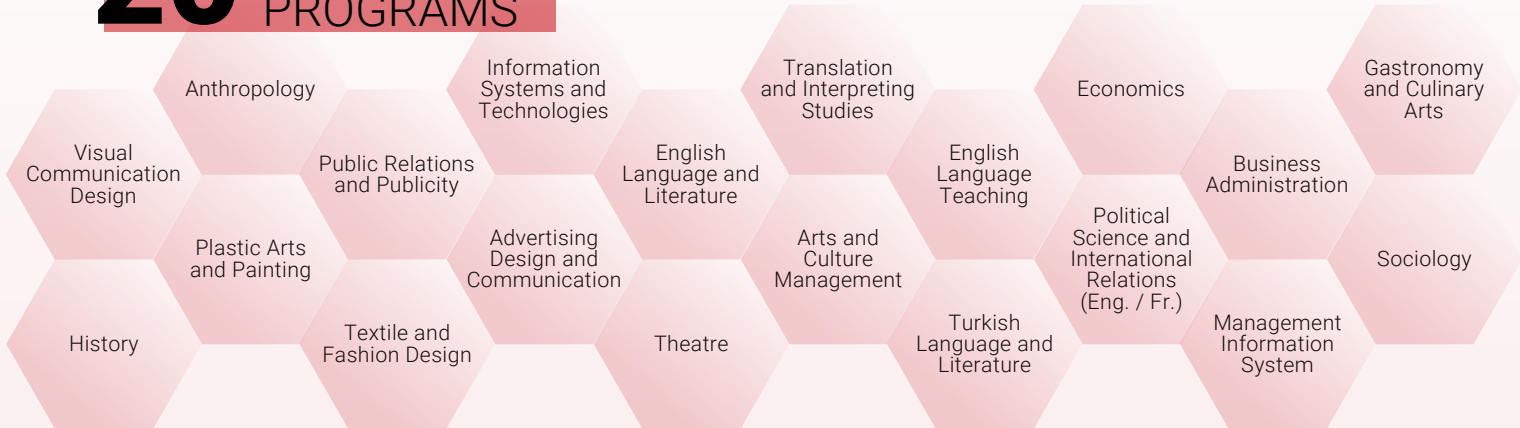 20 PROGRAMS
Anthropology
Information
Systems and
Technologies
Translation
and Interpreting
Studies
Economics
Gastronomy
and Culinary
Arts
Visual
Communication
Design
Public Relations
and Publicity
English
Language and
Literature
English
Language
Teaching
Business
Administration
Plastic Arts
and Painting
Advertising
Design and
Communication
Arts and
Culture
Management
Political
Science and
International
Relations
(Eng. / Fr.)
Sociology
History
Textile and
Fashion Design
Theatre
Turkish
Language and
Literature
Management
Information
System